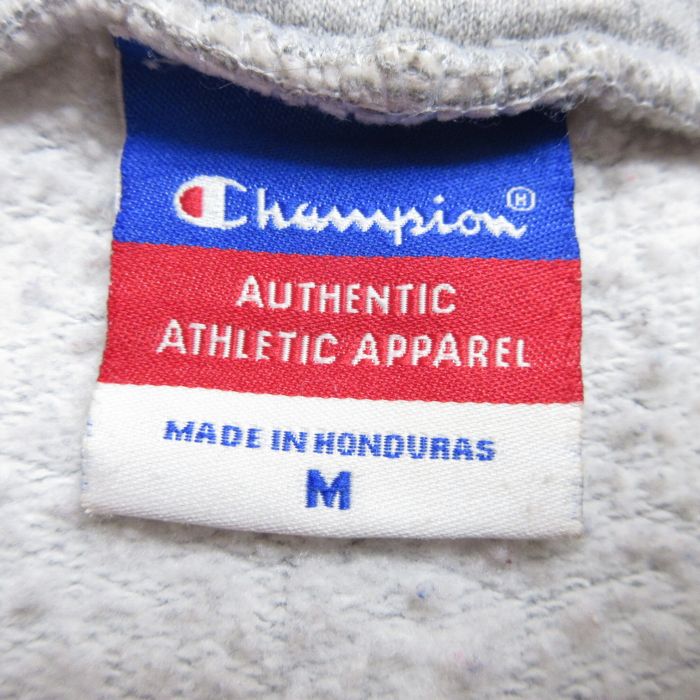 Champion®
AUTHENTIC
ATHLETIC APPAREL
MADE IN HONDURAS
M